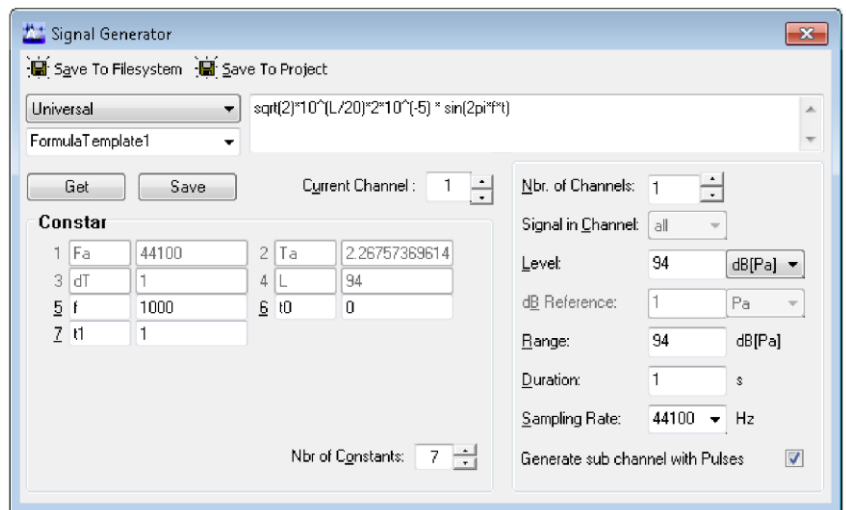 Signal Generator
Save To Filesystem Save To Project
Universal
sqrt(2)*10^(L/20)*2*10^(-5) * sin(2pi*f*t)
FormulaTemplate1
Get Save Current Channel : 1
Constar
1 Fa 44100 2 Ta 2.26757369614
3 dT 1 4 L 94
5 f 1000 6 t0 0
7 t1 1
Nbr of Constants: 7
Nbr. of Channels: 1
Signal in Channel: all
Level: 94 dB[Pa]
dB Reference: 1 Pa
Range: 94 dB[Pa]
Duration: 1 s
Sampling Rate: 44100 Hz
Generate sub channel with Pulses